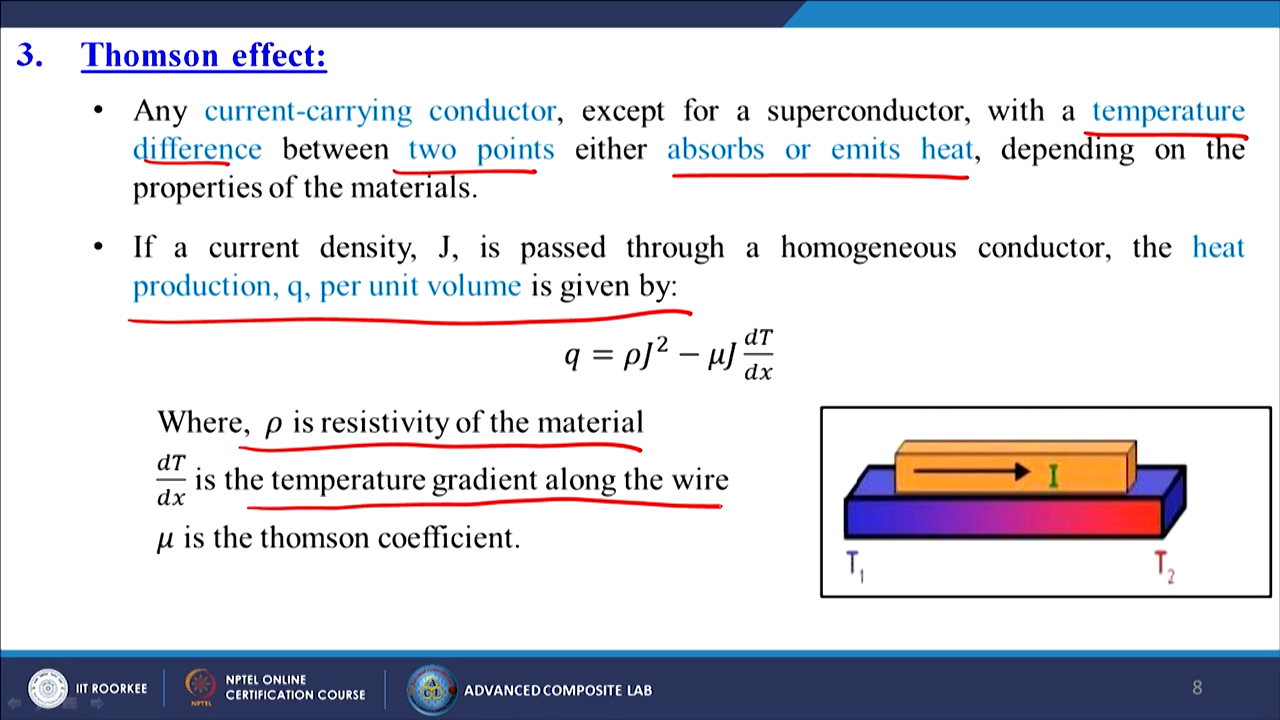 3. Thomson effect:
• Any current-carrying conductor, except for a superconductor, with a temperature
difference between two points either absorbs or emits heat, depending on the
properties of the materials.
• If a current density, J, is passed through a homogeneous conductor, the heat
production, q, per unit volume is given by:
q = ρJ² − μJ dT/dx
Where, ρ is resistivity of the material
dT/dx is the temperature gradient along the wire
μ is the thomson coefficient.
I
T₁ T₂
IIT ROORKEE
NPTEL
NPTEL ONLINE
CERTIFICATION COURSE
ADVANCED COMPOSITE LAB
8